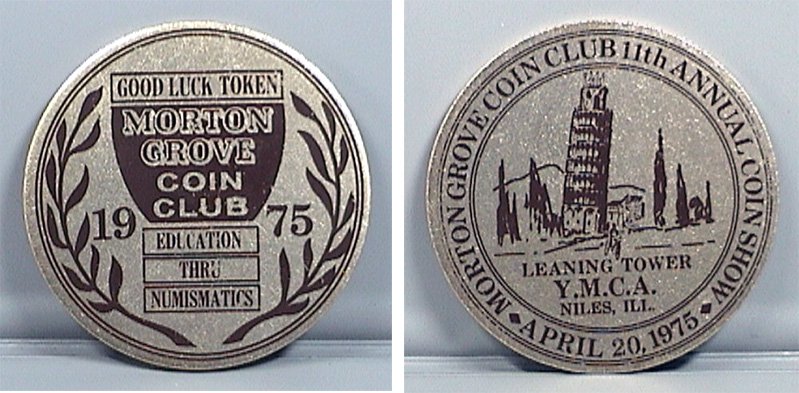 GOOD LUCK TOKEN
MORTON
GROVE
COIN
CLUB
19 75
EDUCATION
THRU
NUMISMATICS
MORTON GROVE COIN CLUB 11th ANNUAL COIN SHOW
LEANING TOWER
Y.M.C.A.
NILES, ILL.
APRIL 20, 1975